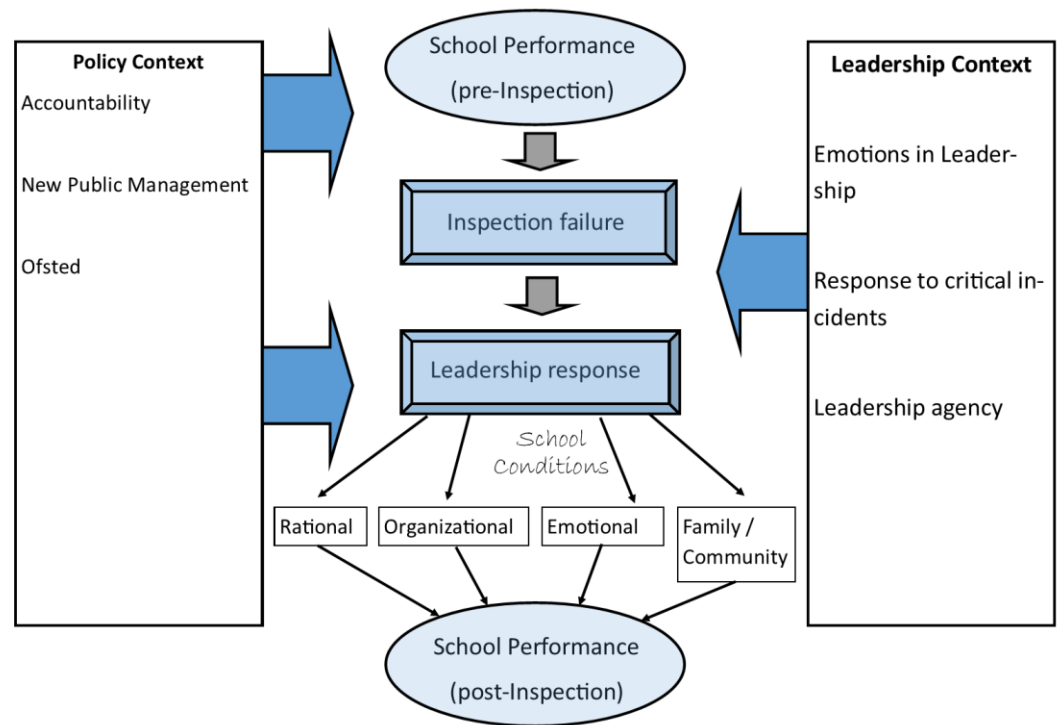 Policy Context
Accountability
New Public Management
Ofsted
School Performance
(pre-Inspection)
Inspection failure
Leadership response
School
Conditions
Rational
Organizational
Emotional
Family /
Community
School Performance
(post-Inspection)
Leadership Context
Emotions in Leader-
ship
Response to critical in-
cidents
Leadership agency